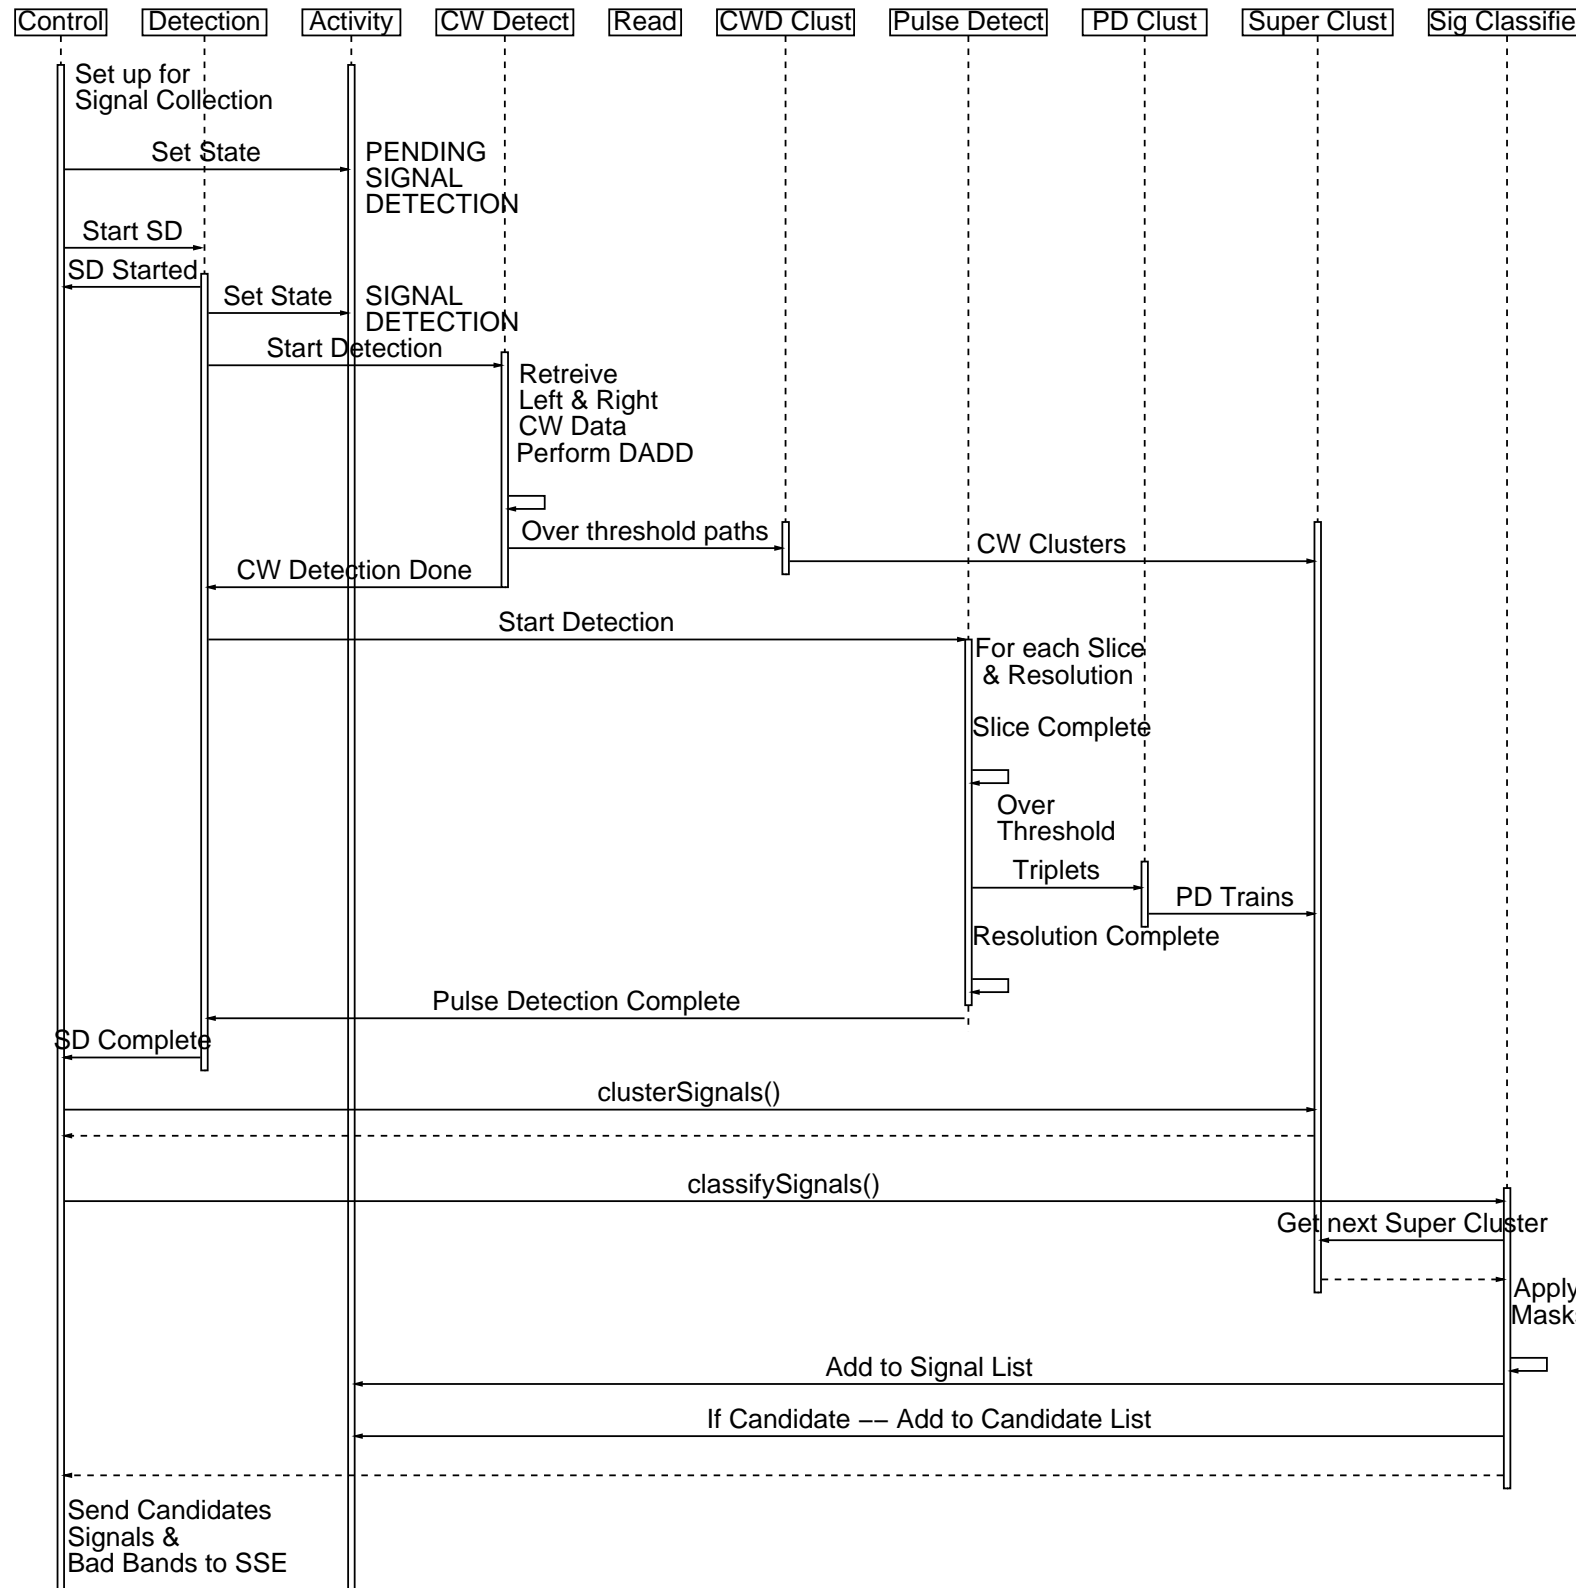 Control
Detection
Activity
CW Detect
Read
CWD Clust
Pulse Detect
PD Clust
Super Clust
Sig Classifie
Set up for
Signal Collection
Set State
PENDING
SIGNAL
DETECTION
Start SD
SD Started
Set State
SIGNAL
DETECTION
Start Detection
Retreive
Left & Right
CW Data
Perform DADD
Over threshold paths
CW Clusters
CW Detection Done
Start Detection
For each Slice
& Resolution
Slice Complete
Over
Threshold
Triplets
PD Trains
Resolution Complete
Pulse Detection Complete
SD Complete
clusterSignals()
classifySignals()
Get next Super Cluster
Apply
Mask
Add to Signal List
If Candidate −− Add to Candidate List
Send Candidates
Signals &
Bad Bands to SSE